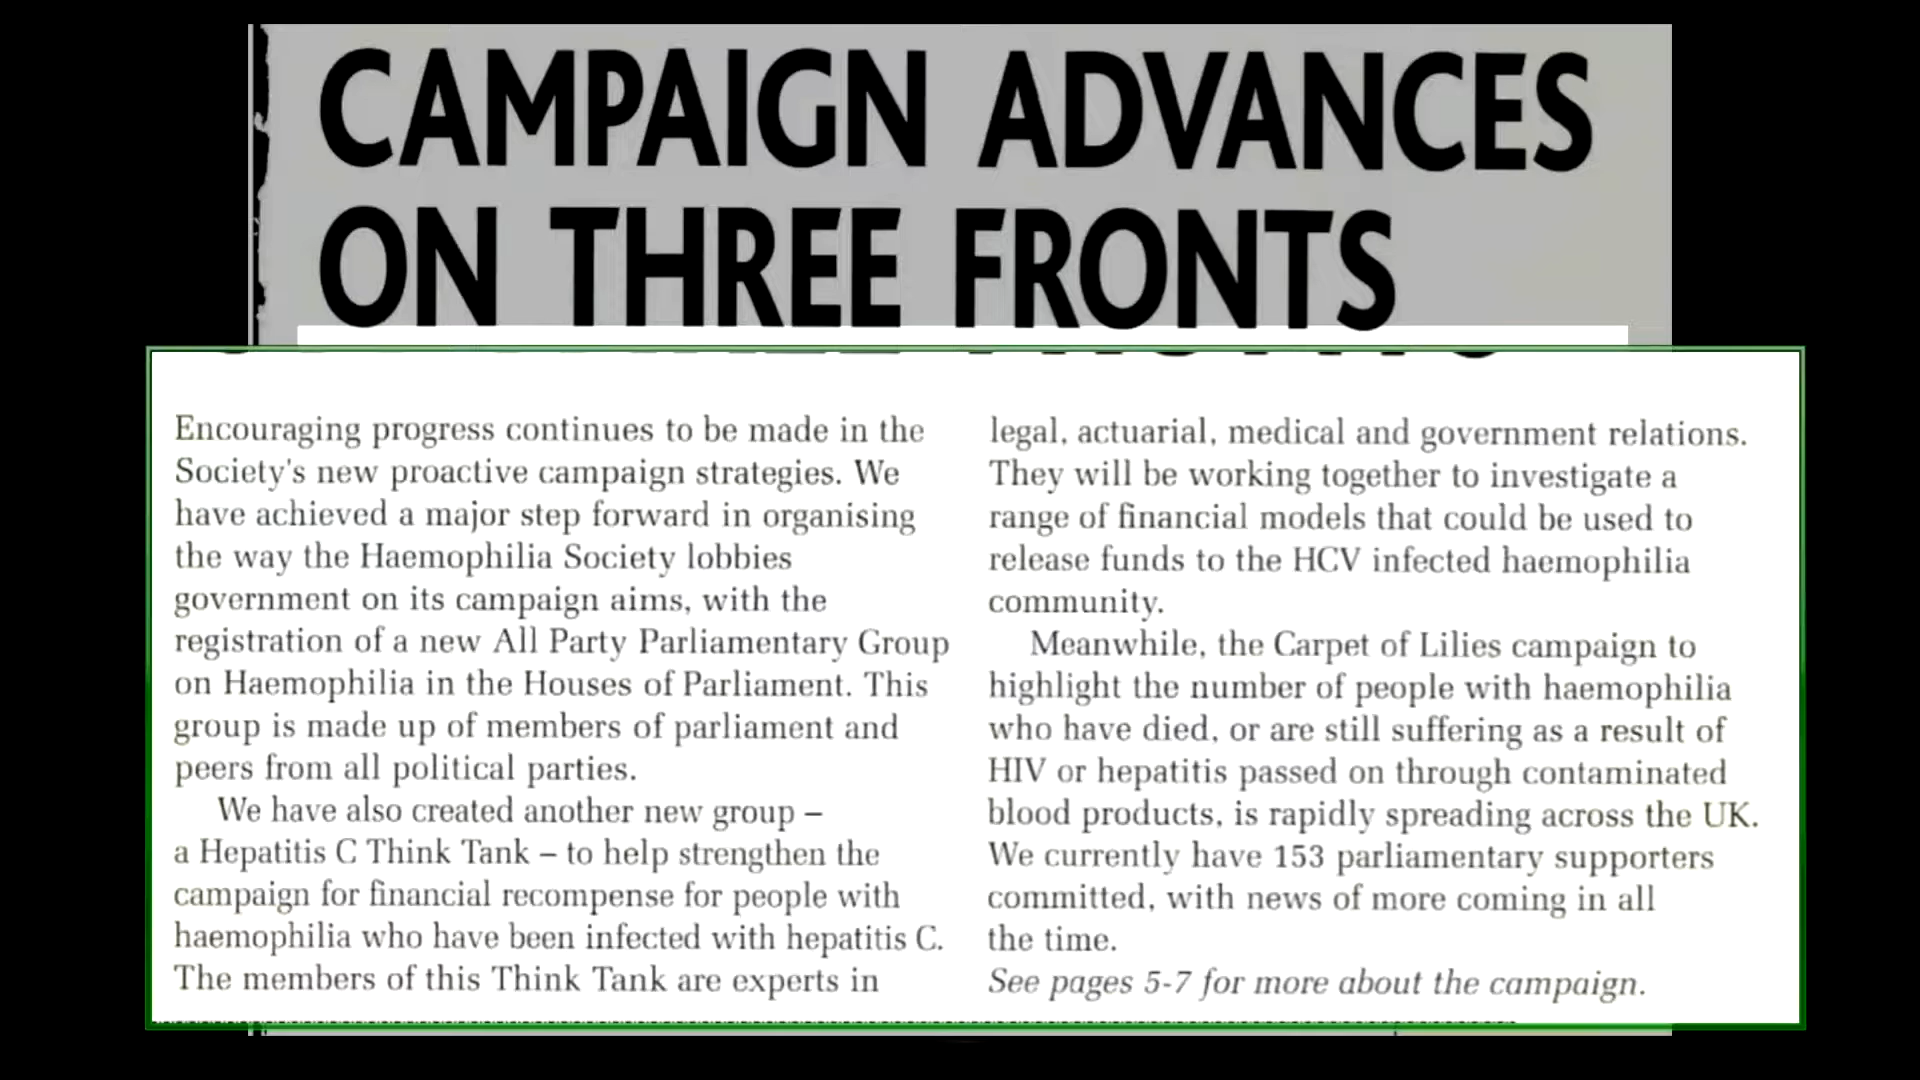 CAMPAIGN ADVANCES
ON THREE FRONTS
Encouraging progress continues to be made in the
Society's new proactive campaign strategies. We
have achieved a major step forward in organising
the way the Haemophilia Society lobbies
government on its campaign aims, with the
registration of a new All Party Parliamentary Group
on Haemophilia in the Houses of Parliament. This
group is made up of members of parliament and
peers from all political parties.
We have also created another new group –
a Hepatitis C Think Tank – to help strengthen the
campaign for financial recompense for people with
haemophilia who have been infected with hepatitis C.
The members of this Think Tank are experts in
legal, actuarial, medical and government relations.
They will be working together to investigate a
range of financial models that could be used to
release funds to the HCV infected haemophilia
community.
Meanwhile, the Carpet of Lilies campaign to
highlight the number of people with haemophilia
who have died, or are still suffering as a result of
HIV or hepatitis passed on through contaminated
blood products, is rapidly spreading across the UK.
We currently have 153 parliamentary supporters
committed, with news of more coming in all
the time.
See pages 5-7 for more about the campaign.